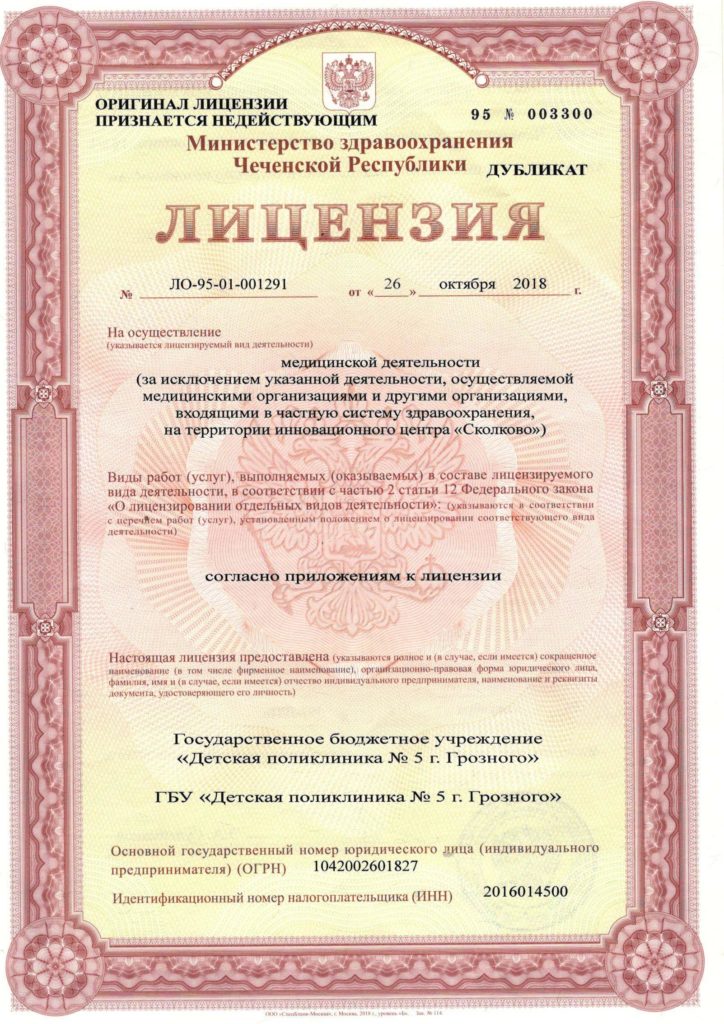 ОРИГИНАЛ ЛИЦЕНЗИИ
ПРИЗНАЕТСЯ НЕДЕЙСТВУЮЩИМ
95 № 003300
Министерство здравоохранения
Чеченской Республики
ДУБЛИКАТ
ЛИЦЕНЗИЯ
№ ЛО-95-01-001291 от « 26 » октября 2018 г.
На осуществление
(указывается лицензируемый вид деятельности)
медицинской деятельности
(за исключением указанной деятельности, осуществляемой
медицинскими организациями и другими организациями,
входящими в частную систему здравоохранения,
на территории инновационного центра «Сколково»)
Виды работ (услуг), выполняемых (оказываемых) в составе лицензируемого
вида деятельности, в соответствии с частью 2 статьи 12 Федерального закона
«О лицензировании отдельных видов деятельности»: (указываются в соответствии
с перечнем работ (услуг), установленным положением о лицензировании соответствующего вида
деятельности)
согласно приложениям к лицензии
Настоящая лицензия предоставлена (указываются полное и (в случае, если имеется) сокращенное
наименование (в том числе фирменное наименование), организационно-правовая форма юридического лица,
фамилия, имя и (в случае, если имеется) отчество индивидуального предпринимателя, наименование и реквизиты
документа, удостоверяющего его личность)
Государственное бюджетное учреждение
«Детская поликлиника № 5 г. Грозного»
ГБУ «Детская поликлиника № 5 г. Грозного»
Основной государственный номер юридического лица (индивидуального
предпринимателя) (ОГРН) 1042002601827
Идентификационный номер налогоплательщика (ИНН) 2016014500
ООО «СпецБланк-Москва», г. Москва, 2018 г., уровень «Б». Зак. № 114